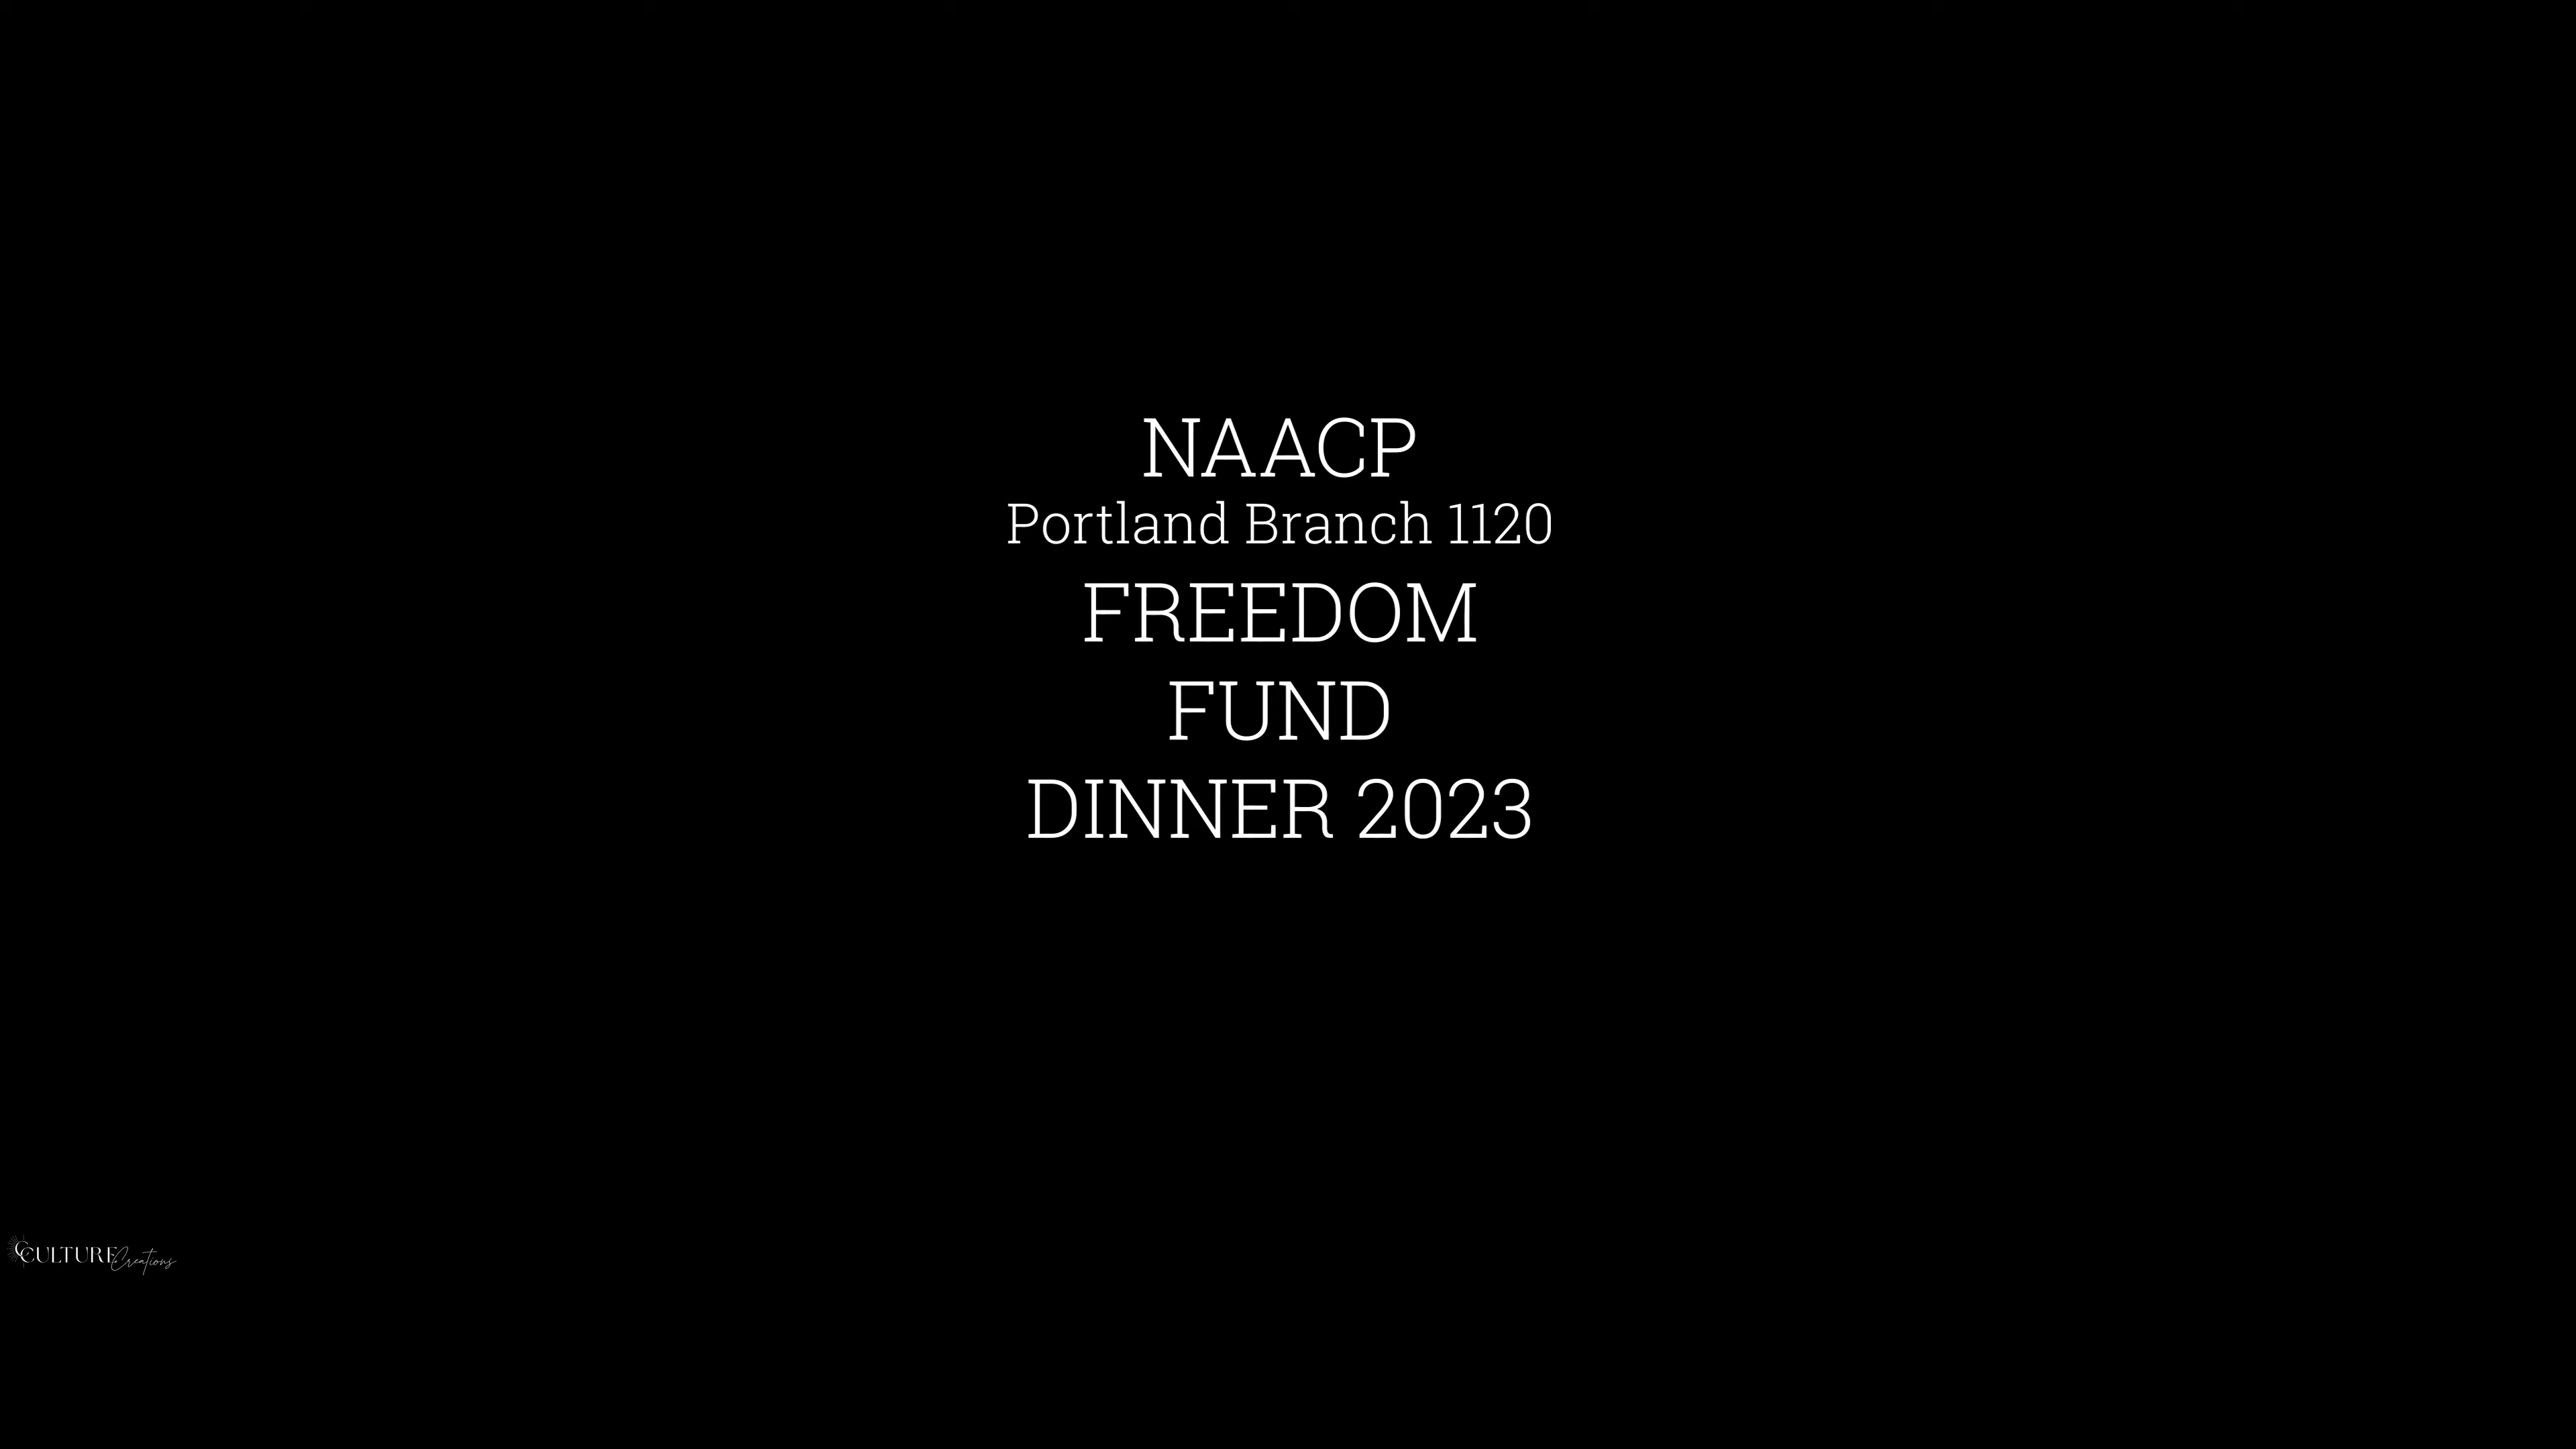 NAACP
Portland Branch 1120
FREEDOM
FUND
DINNER 2023
CULTURE Creations